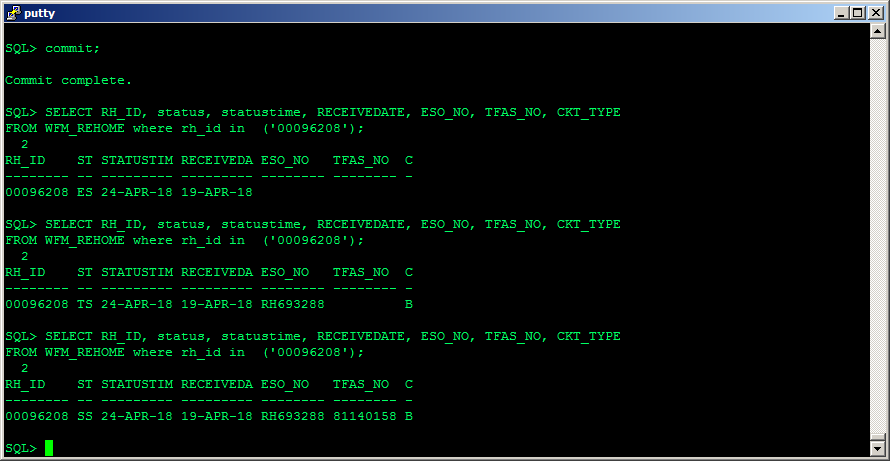 putty
SQL> commit;
Commit complete.
SQL> SELECT RH_ID, status, statustime, RECEIVEDATE, ESO_NO, TFAS_NO, CKT_TYPE
FROM WFM_REHOME where rh_id in  ('00096208');
  2
RH_ID    ST STATUSTIM RECEIVEDA ESO_NO   TFAS_NO  C
-------- -- --------- --------- -------- -------- -
00096208 ES 24-APR-18 19-APR-18
SQL> SELECT RH_ID, status, statustime, RECEIVEDATE, ESO_NO, TFAS_NO, CKT_TYPE
FROM WFM_REHOME where rh_id in  ('00096208');
  2
RH_ID    ST STATUSTIM RECEIVEDA ESO_NO   TFAS_NO  C
-------- -- --------- --------- -------- -------- -
00096208 TS 24-APR-18 19-APR-18 RH693288          B
SQL> SELECT RH_ID, status, statustime, RECEIVEDATE, ESO_NO, TFAS_NO, CKT_TYPE
FROM WFM_REHOME where rh_id in  ('00096208');
  2
RH_ID    ST STATUSTIM RECEIVEDA ESO_NO   TFAS_NO  C
-------- -- --------- --------- -------- -------- -
00096208 SS 24-APR-18 19-APR-18 RH693288 81140158 B
SQL>